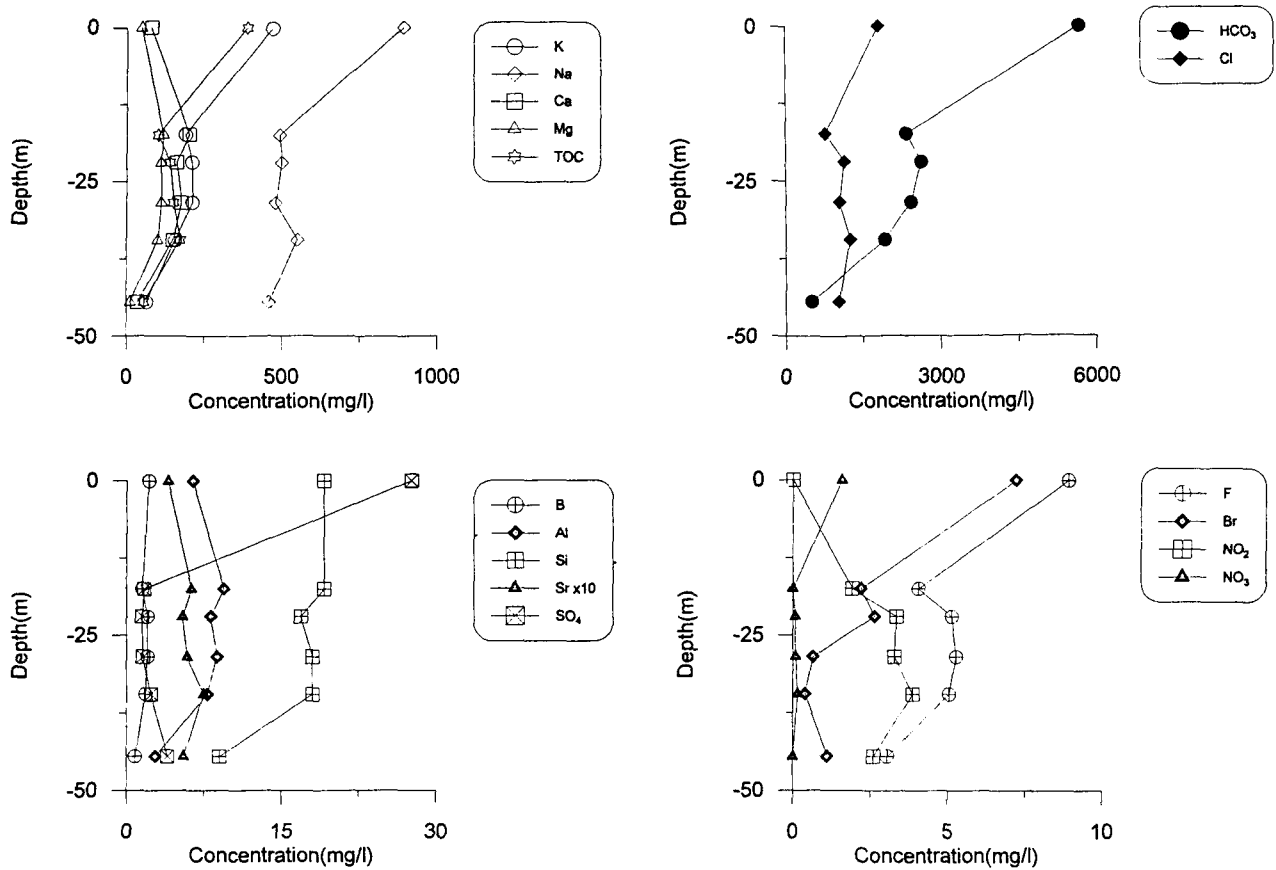 0
-25
-50
Depth(m)
0
500
1000
Concentration(mg/l)
K
Na
Ca
Mg
TOC
0
-25
-50
Depth(m)
0
3000
6000
Concentration(mg/l)
HCO₃
Cl
0
-25
-50
Depth(m)
0
15
30
Concentration(mg/l)
B
Al
Si
Sr x10
SO₄
0
-25
-50
Depth(m)
0
5
10
Concentration(mg/l)
F
Br
NO₂
NO₃